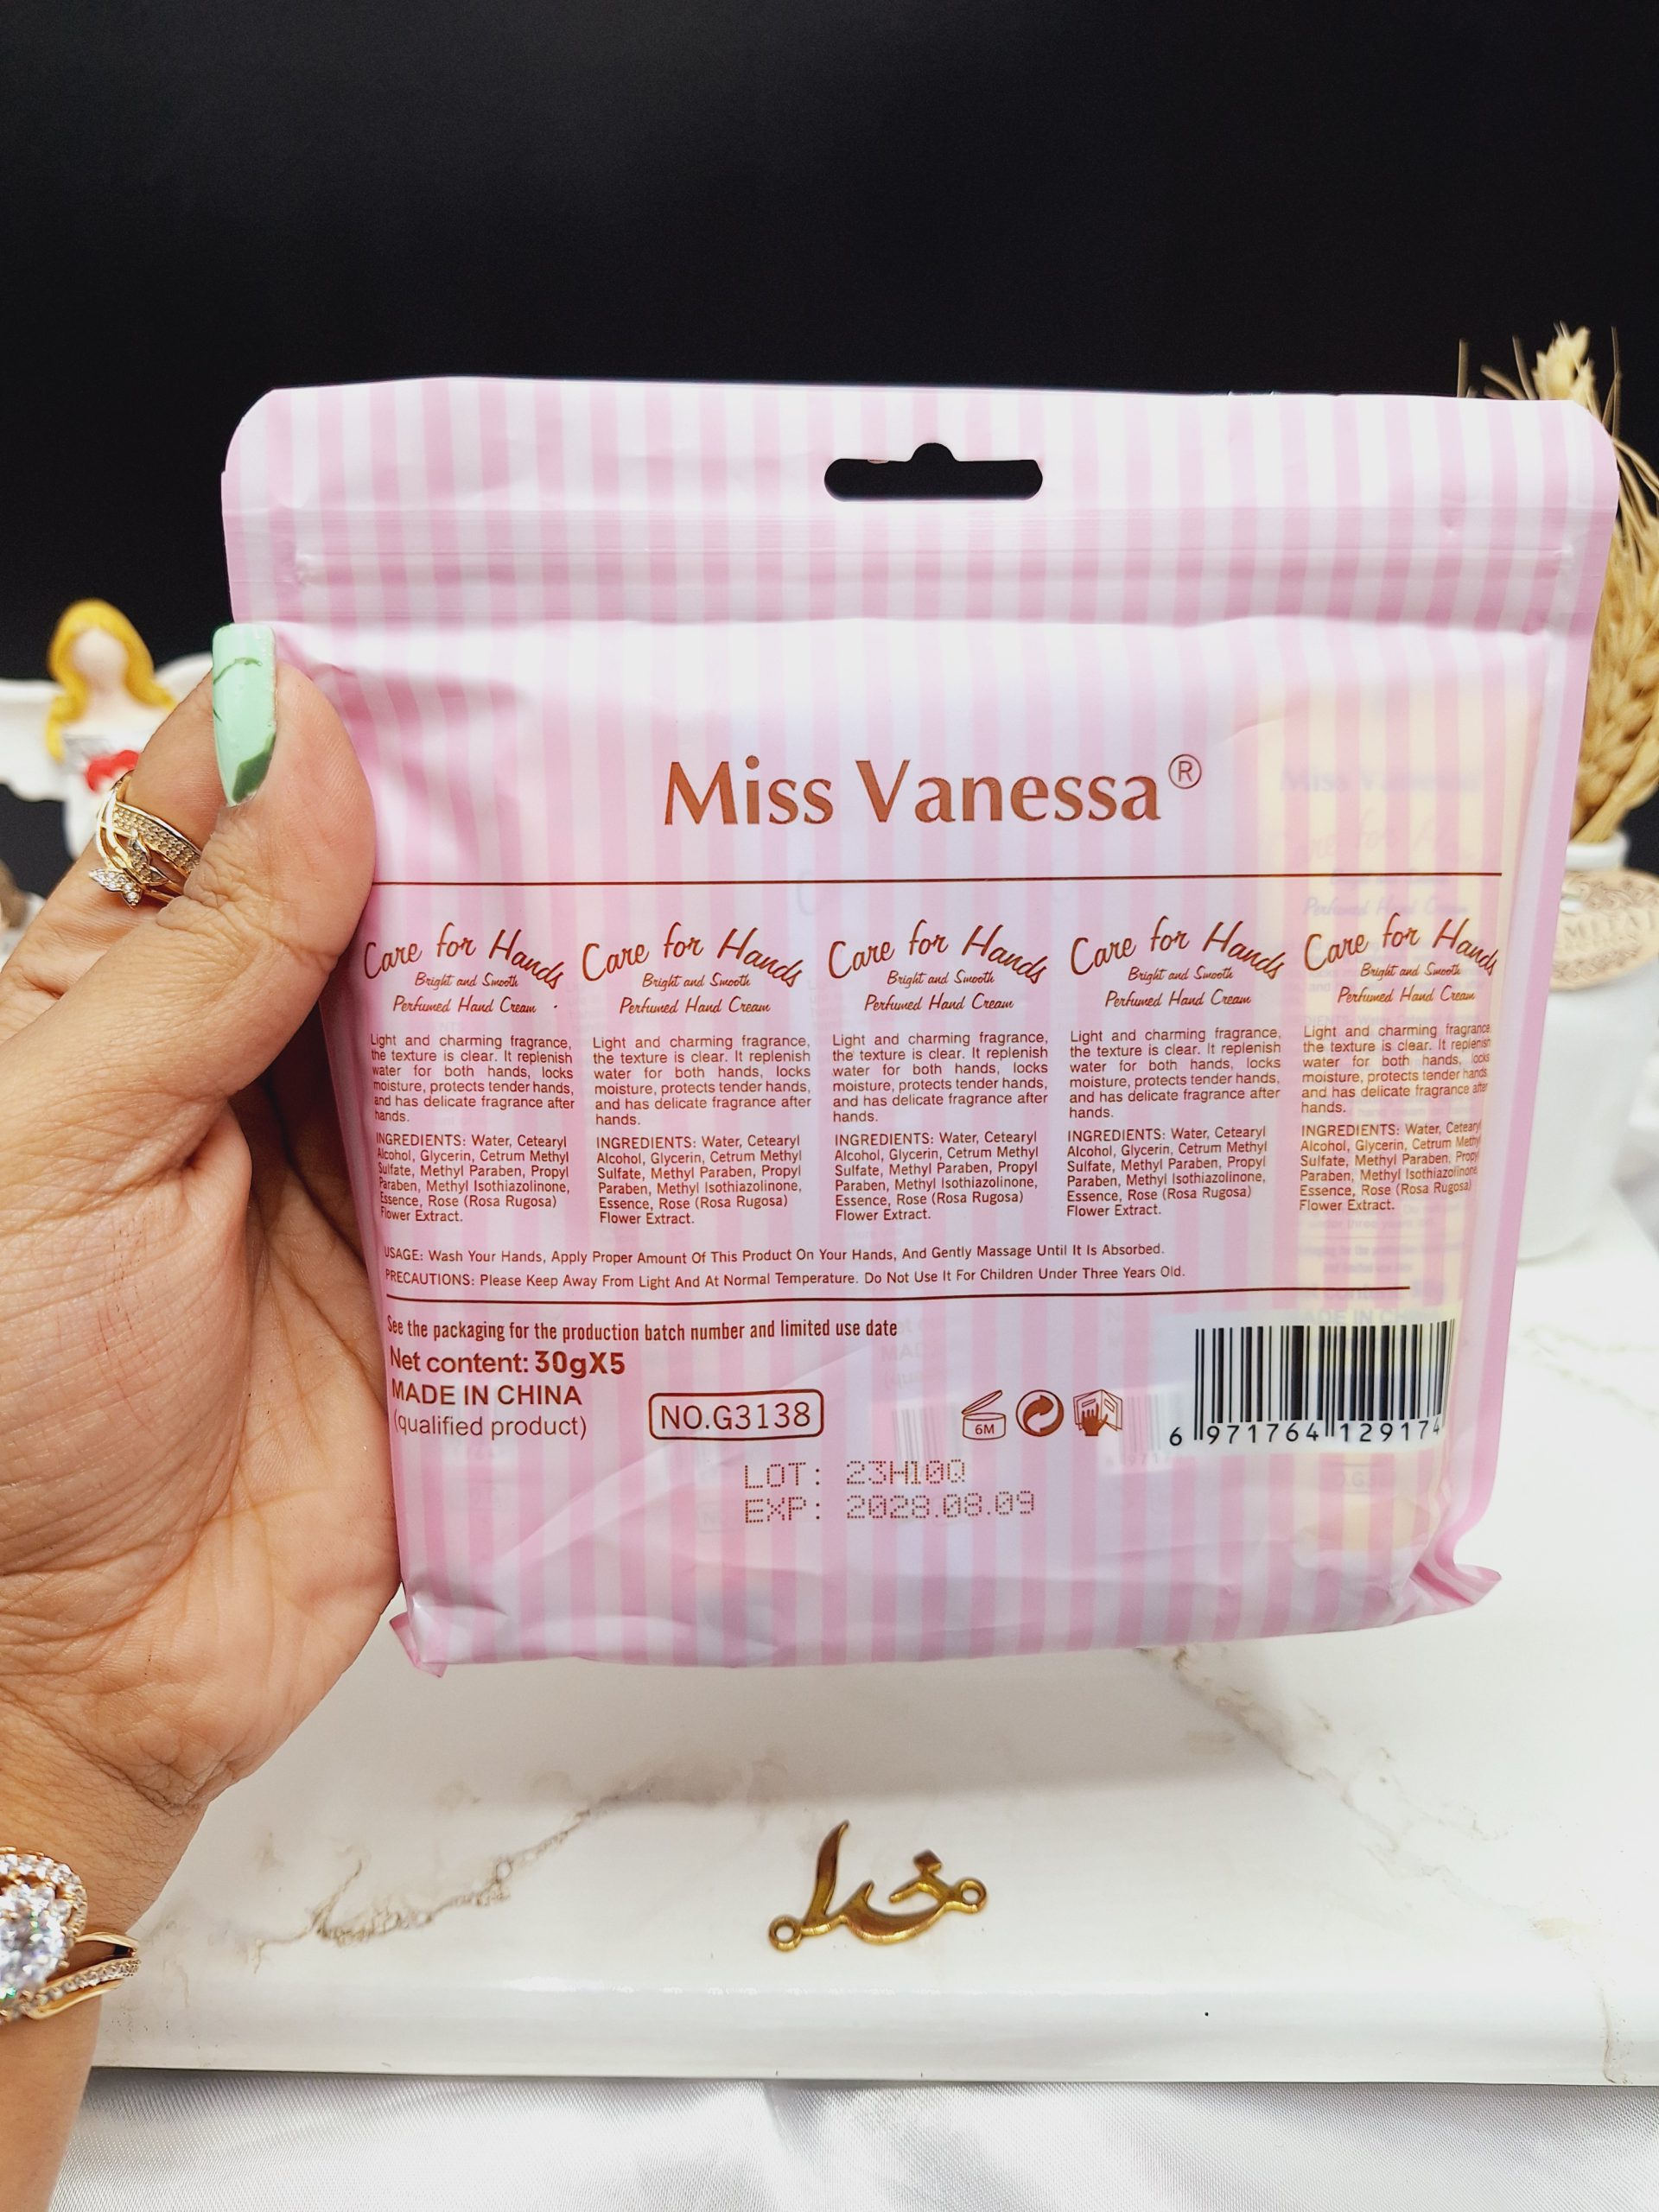 Miss Vanessa®
Care for Hands
Bright and Smooth
Perfumed Hand Cream
Light and charming fragrance,
the texture is clear. It replenish
water for both hands, locks
moisture, protects tender hands,
and has delicate fragrance after
hands.
INGREDIENTS: Water, Cetearyl
Alcohol, Glycerin, Cetrum Methyl
Sulfate, Methyl Paraben, Propyl
Paraben, Methyl Isothiazolinone,
Essence, Rose (Rosa Rugosa)
Flower Extract.
Care for Hands
Bright and Smooth
Perfumed Hand Cream
Light and charming fragrance,
the texture is clear. It replenish
water for both hands, locks
moisture, protects tender hands,
and has delicate fragrance after
hands.
INGREDIENTS: Water, Cetearyl
Alcohol, Glycerin, Cetrum Methyl
Sulfate, Methyl Paraben, Propyl
Paraben, Methyl Isothiazolinone,
Essence, Rose (Rosa Rugosa)
Flower Extract.
Care for Hands
Bright and Smooth
Perfumed Hand Cream
Light and charming fragrance,
the texture is clear. It replenish
water for both hands, locks
moisture, protects tender hands,
and has delicate fragrance after
hands.
INGREDIENTS: Water, Cetearyl
Alcohol, Glycerin, Cetrum Methyl
Sulfate, Methyl Paraben, Propyl
Paraben, Methyl Isothiazolinone,
Essence, Rose (Rosa Rugosa)
Flower Extract.
Care for Hands
Bright and Smooth
Perfumed Hand Cream
Light and charming fragrance,
the texture is clear. It replenish
water for both hands, locks
moisture, protects tender hands,
and has delicate fragrance after
hands.
INGREDIENTS: Water, Cetearyl
Alcohol, Glycerin, Cetrum Methyl
Sulfate, Methyl Paraben, Propyl
Paraben, Methyl Isothiazolinone,
Essence, Rose (Rosa Rugosa)
Flower Extract.
Care for Hands
Bright and Smooth
Perfumed Hand Cream
Light and charming fragrance,
the texture is clear. It replenish
water for both hands, locks
moisture, protects tender hands,
and has delicate fragrance after
hands.
INGREDIENTS: Water, Cetearyl
Alcohol, Glycerin, Cetrum Methyl
Sulfate, Methyl Paraben, Propyl
Paraben, Methyl Isothiazolinone,
Essence, Rose (Rosa Rugosa)
Flower Extract.
USAGE: Wash Your Hands, Apply Proper Amount Of This Product On Your Hands, And Gently Massage Until It Is Absorbed.
PRECAUTIONS: Please Keep Away From Light And At Normal Temperature. Do Not Use It For Children Under Three Years Old.
See the packaging for the production batch number and limited use date
Net content: 30gX5
MADE IN CHINA
(qualified product)
NO.G3138
6M
6 971764 129174
LOT: 23H10Q
EXP: 2028.08.09